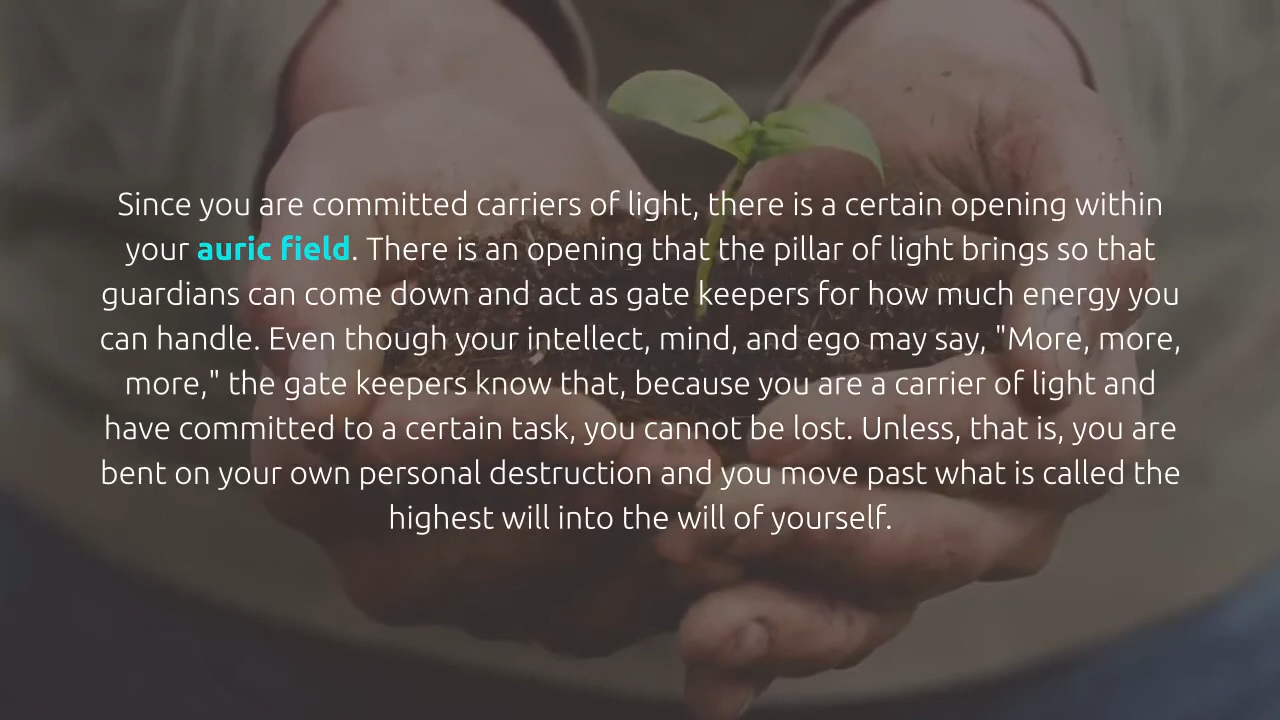 Since you are committed carriers of light, there is a certain opening within
your auric field. There is an opening that the pillar of light brings so that
guardians can come down and act as gate keepers for how much energy you
can handle. Even though your intellect, mind, and ego may say, "More, more,
more," the gate keepers know that, because you are a carrier of light and
have committed to a certain task, you cannot be lost. Unless, that is, you are
bent on your own personal destruction and you move past what is called the
highest will into the will of yourself.